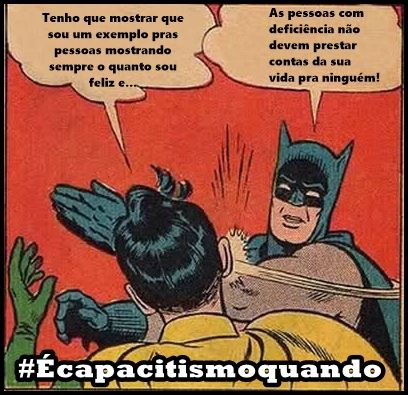 Tenho que mostrar que
sou um exemplo pras
pessoas mostrando
sempre o quanto sou
feliz e...
As pessoas com
deficiência não
devem prestar
contas da sua
vida pra ninguém!
#Écapacitismoquando